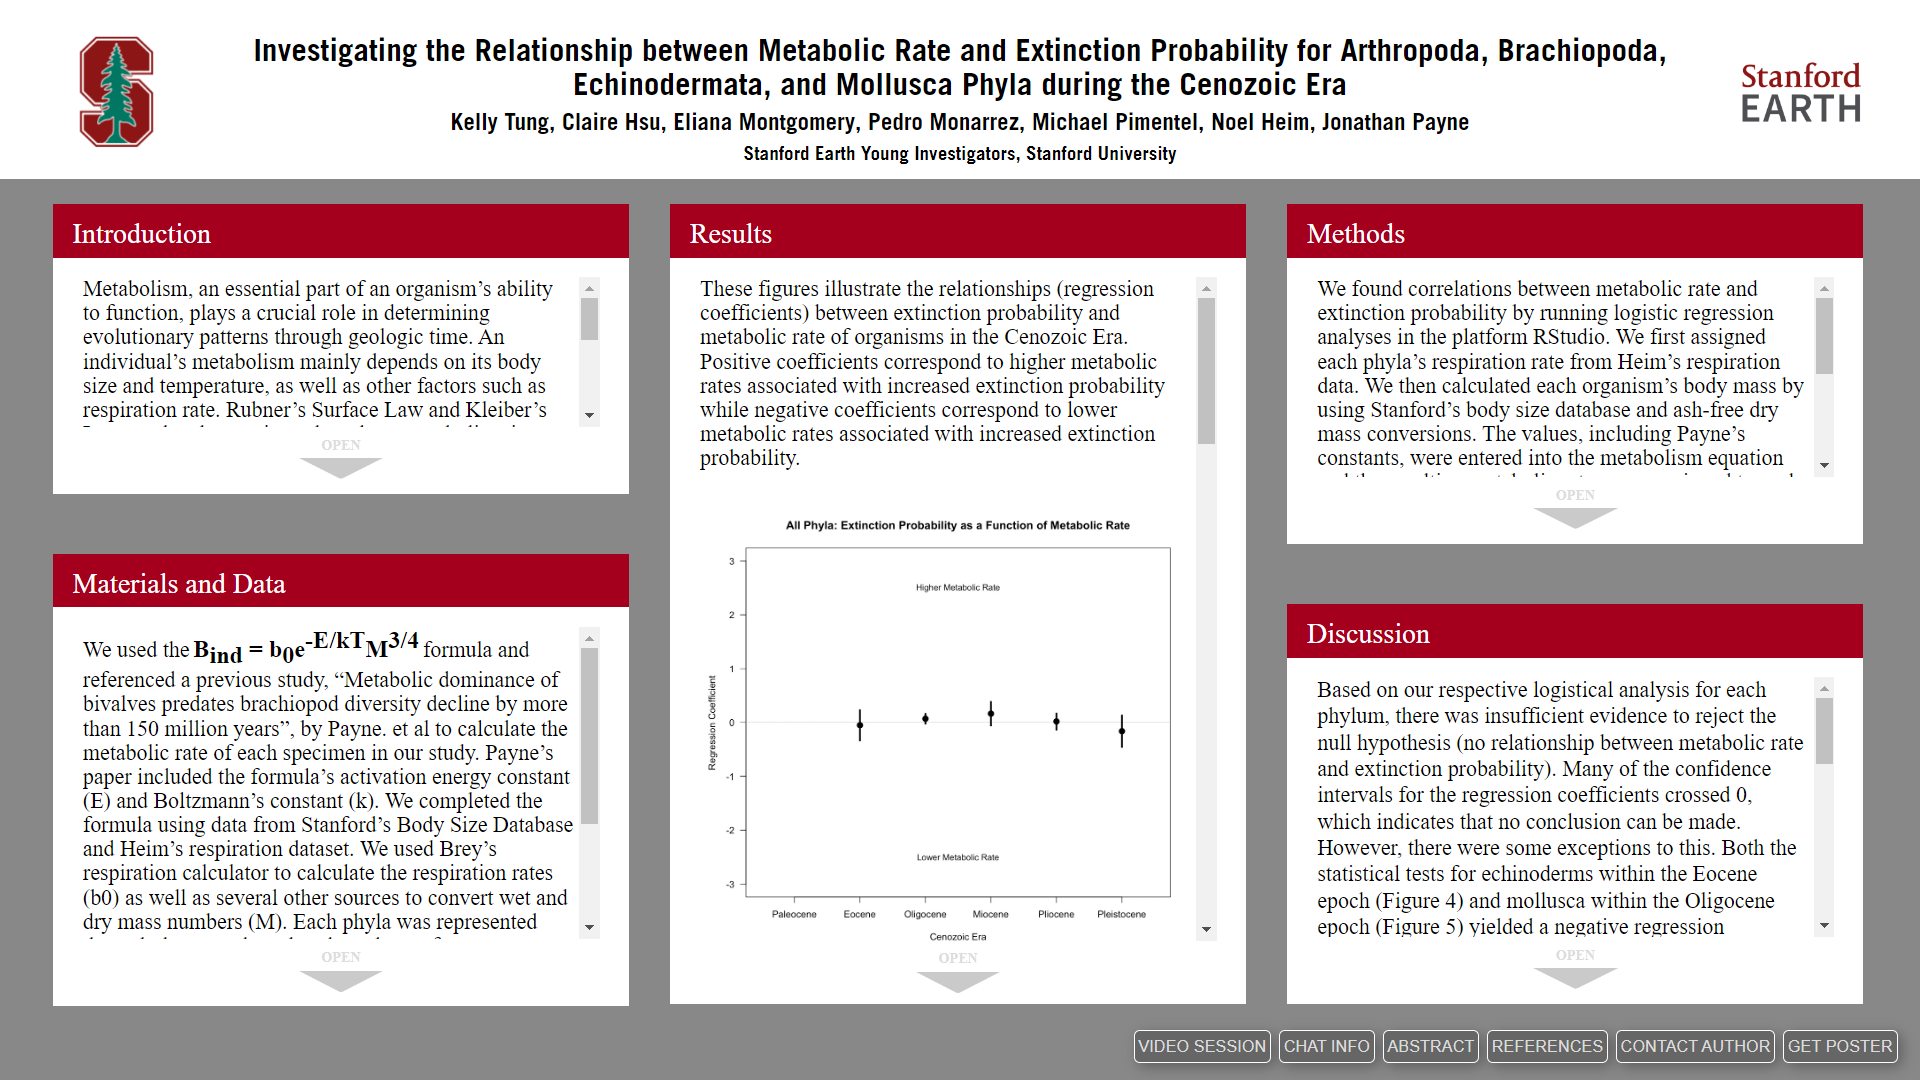 Investigating the Relationship between Metabolic Rate and Extinction Probability for Arthropoda, Brachiopoda,
Echinodermata, and Mollusca Phyla during the Cenozoic Era
Kelly Tung, Claire Hsu, Eliana Montgomery, Pedro Monarrez, Michael Pimentel, Noel Heim, Jonathan Payne
Stanford Earth Young Investigators, Stanford University
S
Stanford
EARTH
Introduction
Metabolism, an essential part of an organism’s ability
to function, plays a crucial role in determining
evolutionary patterns through geologic time. An
individual’s metabolism mainly depends on its body
size and temperature, as well as other factors such as
respiration rate. Rubner’s Surface Law and Kleiber’s
OPEN
Materials and Data
We used the B_ind = b_0e^-E/kT M^3/4 formula and
referenced a previous study, “Metabolic dominance of
bivalves predates brachiopod diversity decline by more
than 150 million years”, by Payne. et al to calculate the
metabolic rate of each specimen in our study. Payne’s
paper included the formula’s activation energy constant
(E) and Boltzmann’s constant (k). We completed the
formula using data from Stanford’s Body Size Database
and Heim’s respiration dataset. We used Brey’s
respiration calculator to calculate the respiration rates
(b0) as well as several other sources to convert wet and
dry mass numbers (M). Each phyla was represented
OPEN
Results
These figures illustrate the relationships (regression
coefficients) between extinction probability and
metabolic rate of organisms in the Cenozoic Era.
Positive coefficients correspond to higher metabolic
rates associated with increased extinction probability
while negative coefficients correspond to lower
metabolic rates associated with increased extinction
probability.
All Phyla: Extinction Probability as a Function of Metabolic Rate
Higher Metabolic Rate
Lower Metabolic Rate
Regression Coefficient
3
2
1
0
-1
-2
-3
Paleocene Eocene Oligocene Miocene Pliocene Pleistocene
Cenozoic Era
OPEN
Methods
We found correlations between metabolic rate and
extinction probability by running logistic regression
analyses in the platform RStudio. We first assigned
each phyla’s respiration rate from Heim’s respiration
data. We then calculated each organism’s body mass by
using Stanford’s body size database and ash-free dry
mass conversions. The values, including Payne’s
constants, were entered into the metabolism equation
OPEN
Discussion
Based on our respective logistical analysis for each
phylum, there was insufficient evidence to reject the
null hypothesis (no relationship between metabolic rate
and extinction probability). Many of the confidence
intervals for the regression coefficients crossed 0,
which indicates that no conclusion can be made.
However, there were some exceptions to this. Both the
statistical tests for echinoderms within the Eocene
epoch (Figure 4) and mollusca within the Oligocene
epoch (Figure 5) yielded a negative regression
OPEN
VIDEO SESSION CHAT INFO ABSTRACT REFERENCES CONTACT AUTHOR GET POSTER